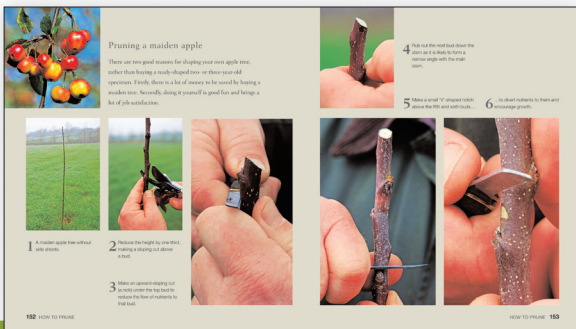 Pruning a maiden apple
There are two good reasons for shaping your own apple tree,
rather than buying a ready-shaped two- or three-year-old
specimen. Firstly, there is a lot of money to be saved by buying a
maiden tree. Secondly, doing it yourself is good fun and brings a
lot of job satisfaction.
1 A maiden apple tree without
side shoots.
2 Reduce the height by one third,
making a sloping cut above
a bud.
3 Make an upward-sloping cut
(a nick) under the top bud to
reduce the flow of nutrients to
that bud.
152 HOW TO PRUNE
4 Rub out the next bud down the
stem as it is likely to form a
narrow angle with the main
stem.
5 Make a small 'V'-shaped notch
above the fifth and sixth buds...
6 ... to divert nutrients to them and
encourage growth.
HOW TO PRUNE 153